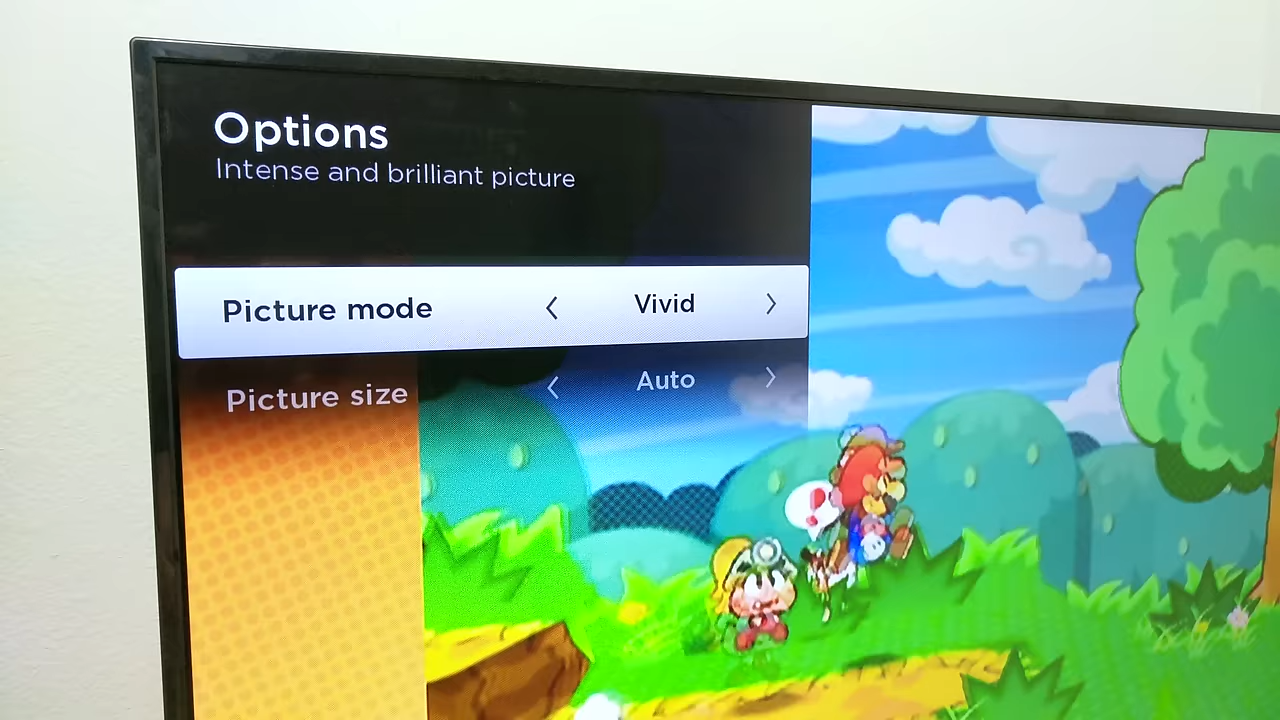 Options
Intense and brilliant picture
Picture mode < Vivid >
Picture size < Auto >